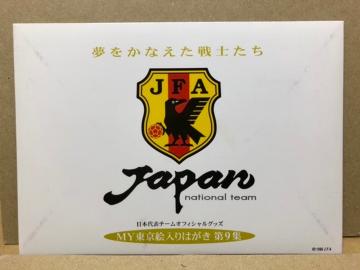 夢をかなえた戦士たち
JFA
Japan
national team
日本代表チームオフィシャルグッズ
MY東京絵入りはがき 第9集